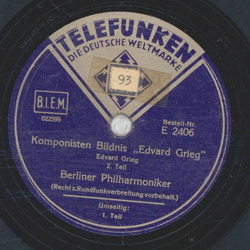 TELEFUNKEN
DIE DEUTSCHE WELTMARKE
93
B.I.E.M
022599
Bestell-Nr.
E 2406
Komponisten Bildnis „Edvard Grieg"
Edvard Grieg
2. Teil
Berliner Philharmoniker
(Recht z. Rundfunkverbreitung vorbehalt.)
Umseitig:
1. Teil